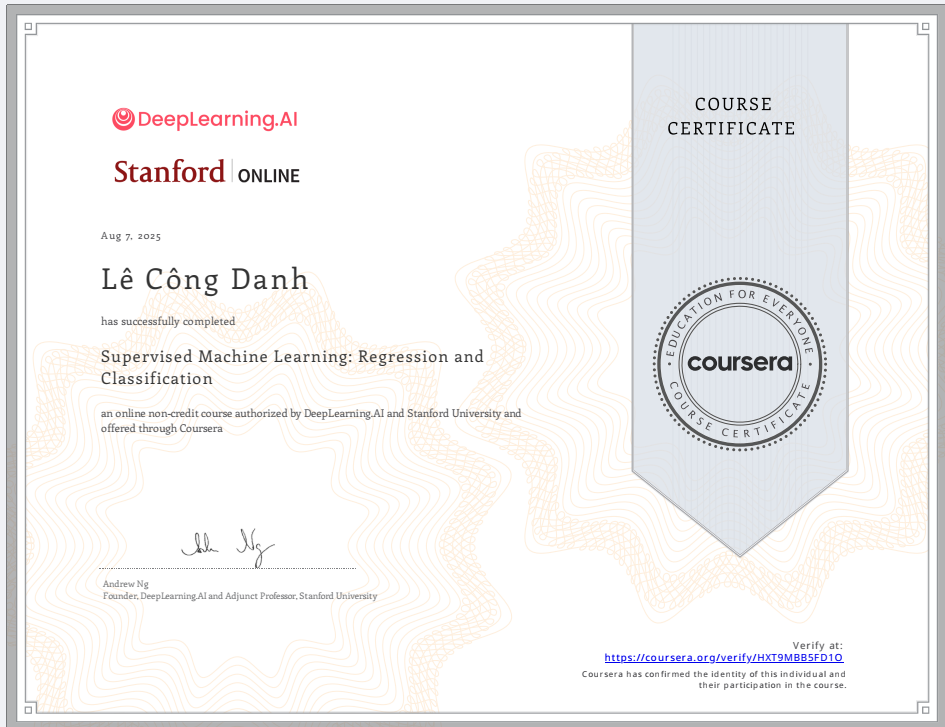 DeepLearning.AI
Stanford ONLINE
COURSE
CERTIFICATE
Aug 7, 2025
Lê Công Danh
has successfully completed
Supervised Machine Learning: Regression and
Classification
an online non-credit course authorized by DeepLearning.AI and Stanford University and
offered through Coursera
EDUCATION FOR EVERYONE
coursera
COURSE CERTIFICATE
Andrew Ng
Founder, DeepLearning.AI and Adjunct Professor, Stanford University
Verify at:
https://coursera.org/verify/HXT9MBB5FD1O
Coursera has confirmed the identity of this individual and
their participation in the course.